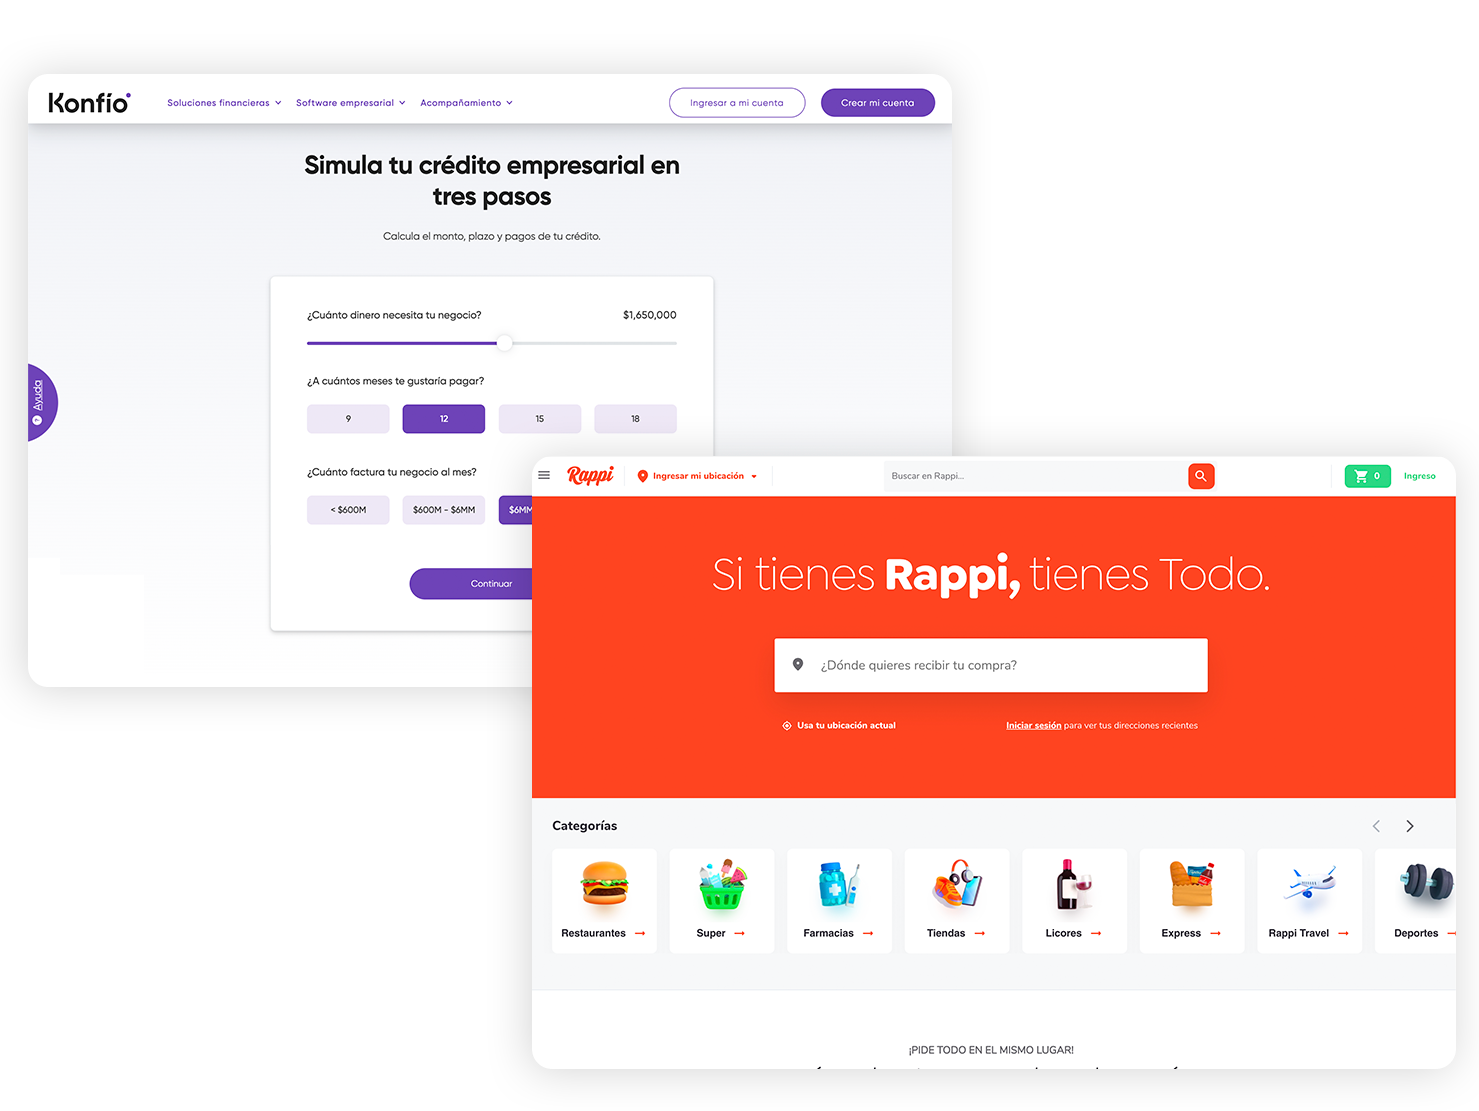 Konfío
Soluciones financieras
Software empresarial
Acompañamiento
Ingresar a mi cuenta
Crear mi cuenta
Simula tu crédito empresarial en
tres pasos
Calcula el monto, plazo y pagos de tu crédito.
¿Cuánto dinero necesita tu negocio?
$1,650,000
¿A cuántos meses te gustaría pagar?
9
12
15
18
¿Cuánto factura tu negocio al mes?
< $600M
$600M - $6MM
$6MM
Continuar
? Ayuda
Rappi
Ingresar mi ubicación
Buscar en Rappi...
0
Ingreso
Si tienes Rappi, tienes Todo.
¿Dónde quieres recibir tu compra?
Usa tu ubicación actual
Iniciar sesión para ver tus direcciones recientes
Categorías
Restaurantes
Super
Farmacias
Tiendas
Licores
Express
Rappi Travel
Deportes
¡PIDE TODO EN EL MISMO LUGAR!